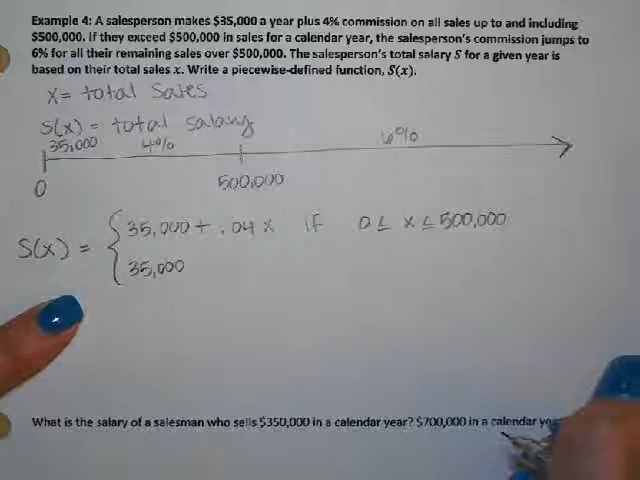 Example 4: A salesperson makes $35,000 a year plus 4% commission on all sales up to and including
$500,000. If they exceed $500,000 in sales for a calendar year, the salesperson's commission jumps to
6% for all their remaining sales over $500,000. The salesperson's total salary S for a given year is
based on their total sales x. Write a piecewise-defined function, S(x).
x = total sales
S(x) = total salary
35,000 4% 6%
0 500,000
S(x) = { 35,000 + .04x if 0 ≤ x ≤ 500,000
35,000
What is the salary of a salesman who sells $350,000 in a calendar year? $700,000 in a calendar